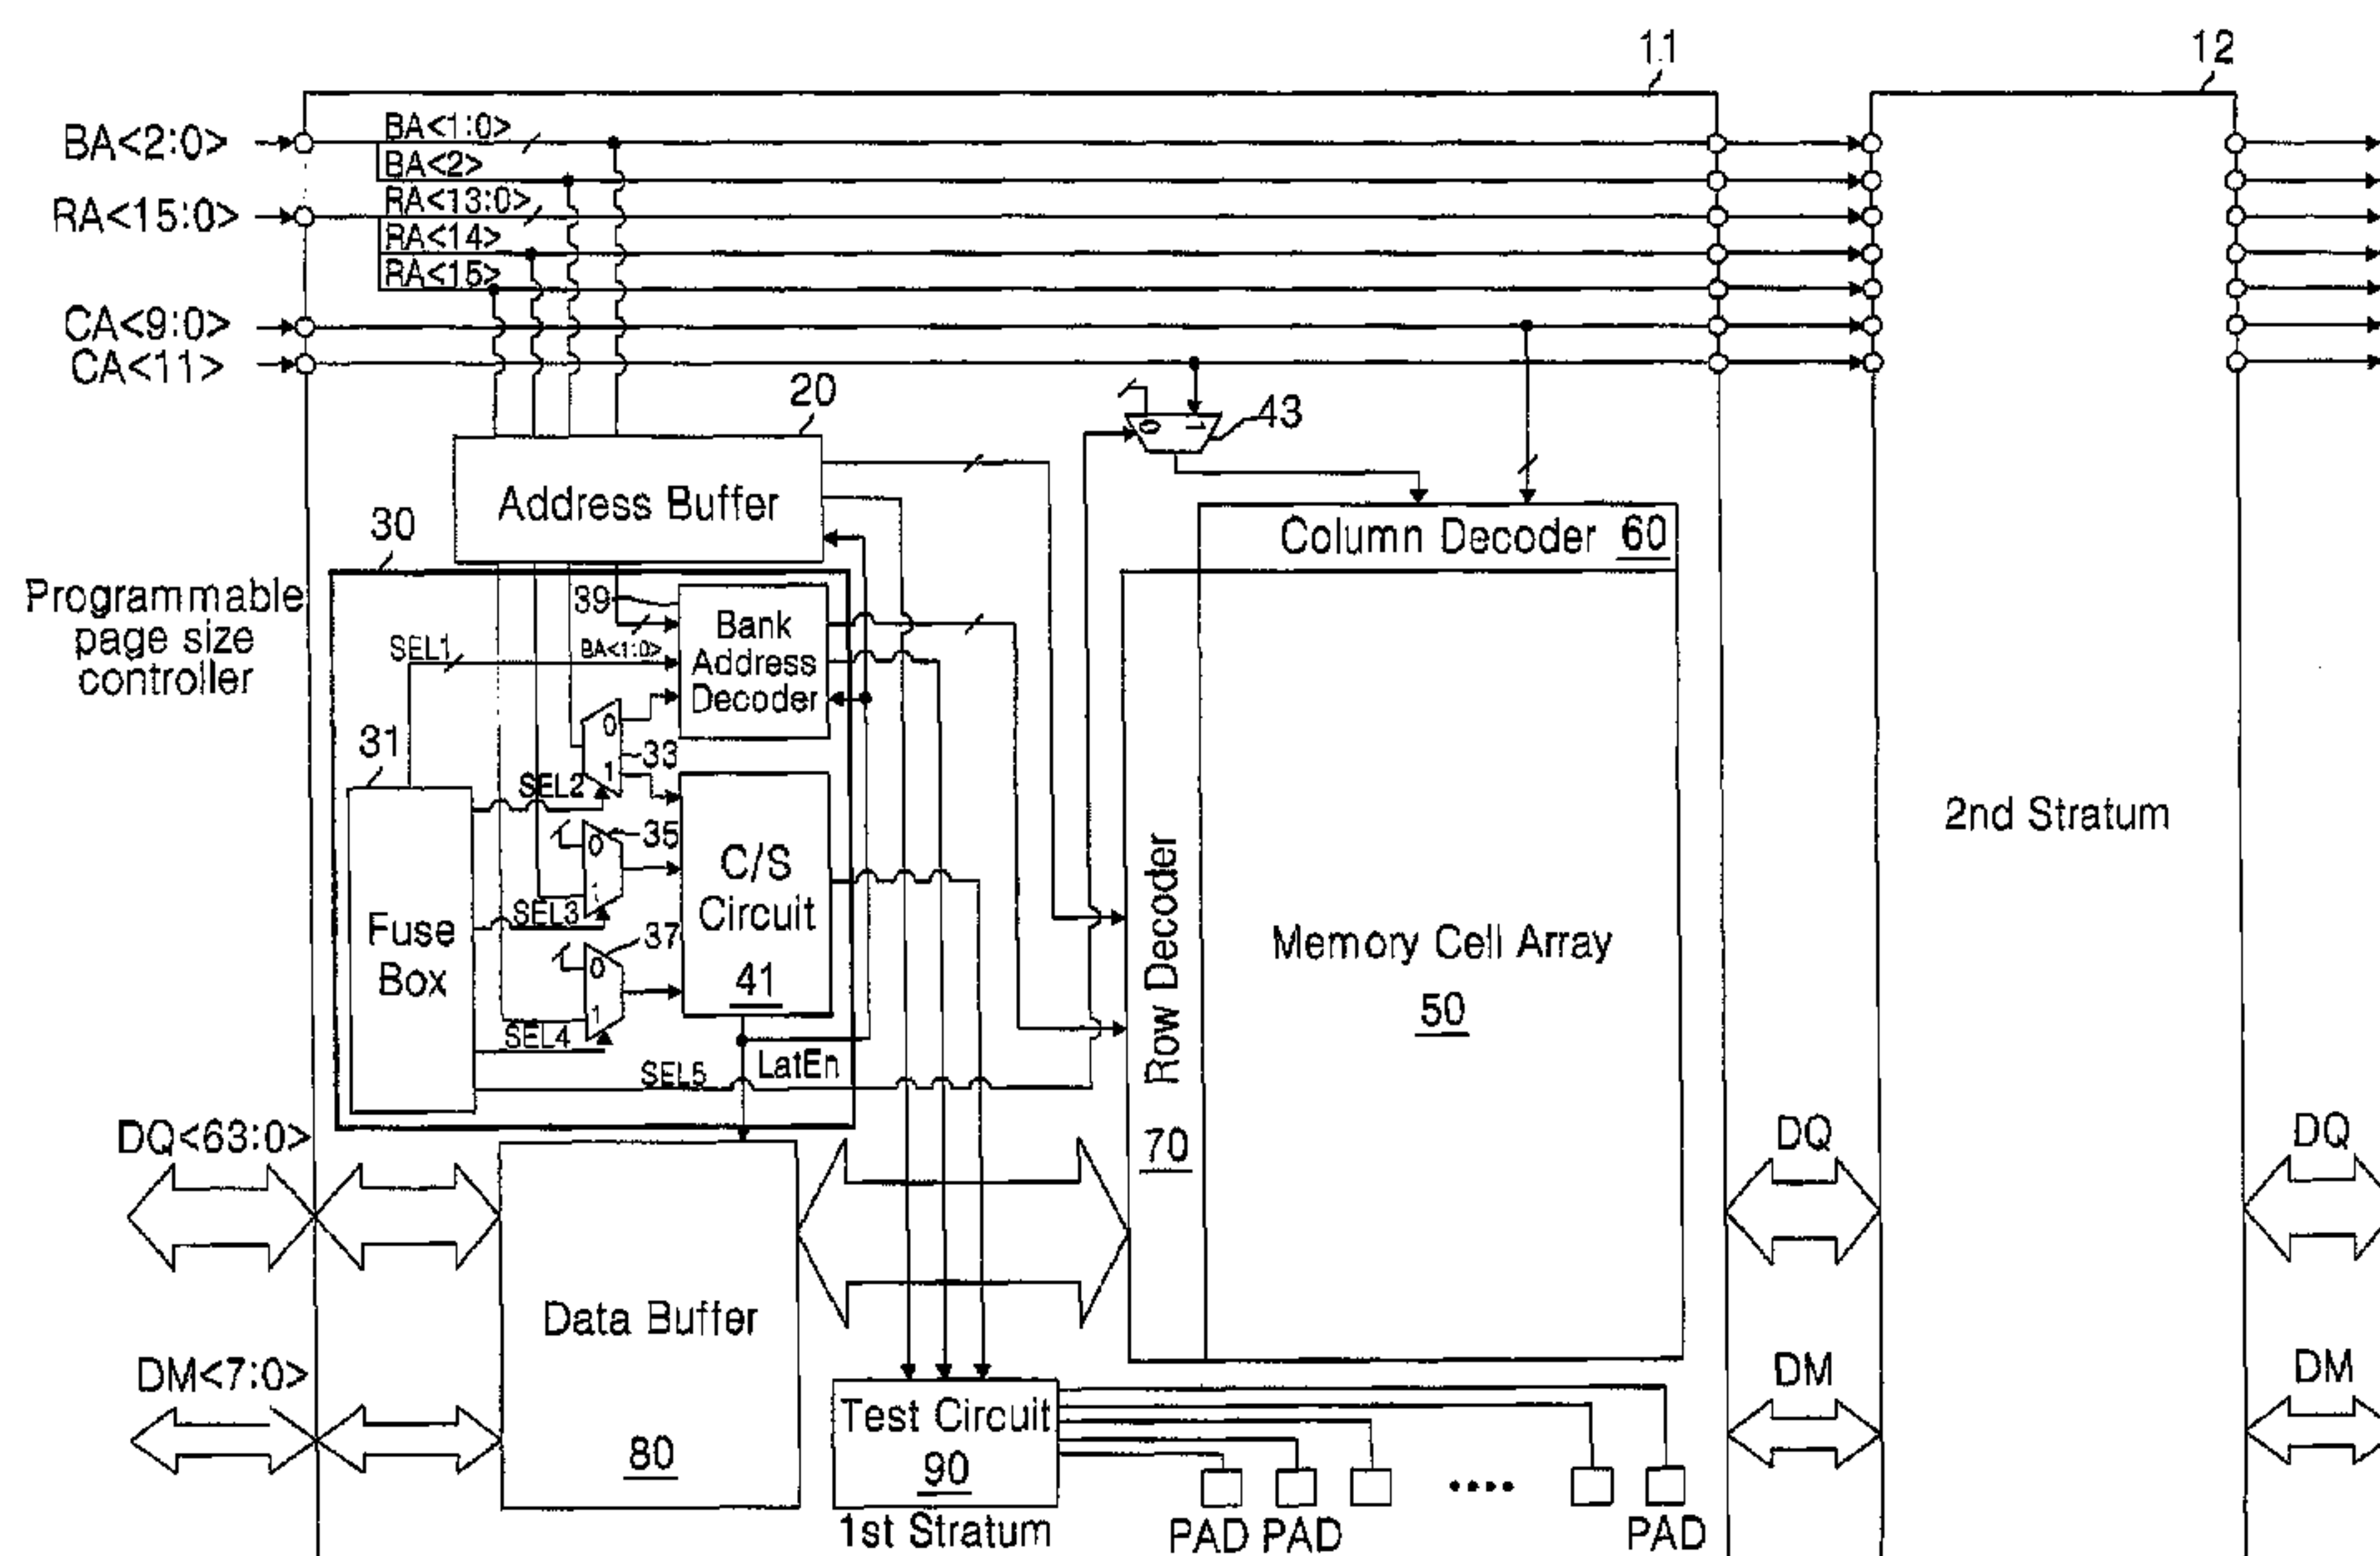 11
12
BA<2:0>
BA<1:0>
BA<2>
RA<15:0>
RA<13:0>
RA<14>
RA<15>
CA<9:0>
CA<11>
20
43
0
1
Address Buffer
Column Decoder 60
30
Programmable
page size
controller
39
Bank
Address
Decoder
SEL1
BA<1:0>
31
0
33
1
SEL2
0
35
1
SEL3
0
37
1
SEL4
C/S
Circuit
41
Fuse
Box
LatEn
SEL5
Row Decoder
70
Memory Cell Array
50
2nd Stratum
DQ<63:0>
DQ
DQ
Data Buffer
80
DM<7:0>
DM
DM
Test Circuit
90
1st Stratum
PAD PAD
....
PAD